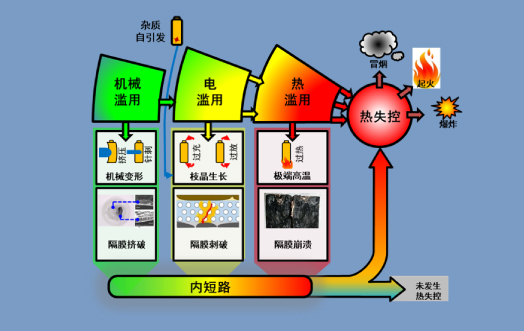 杂质
自引发
机械
滥用
电
滥用
热
滥用
热失控
冒烟
起火
爆炸
挤压
针刺
机械变形
过充
过放
枝晶生长
过热
极端高温
隔膜挤破
隔膜刺破
隔膜崩溃
内短路
未发生
热失控